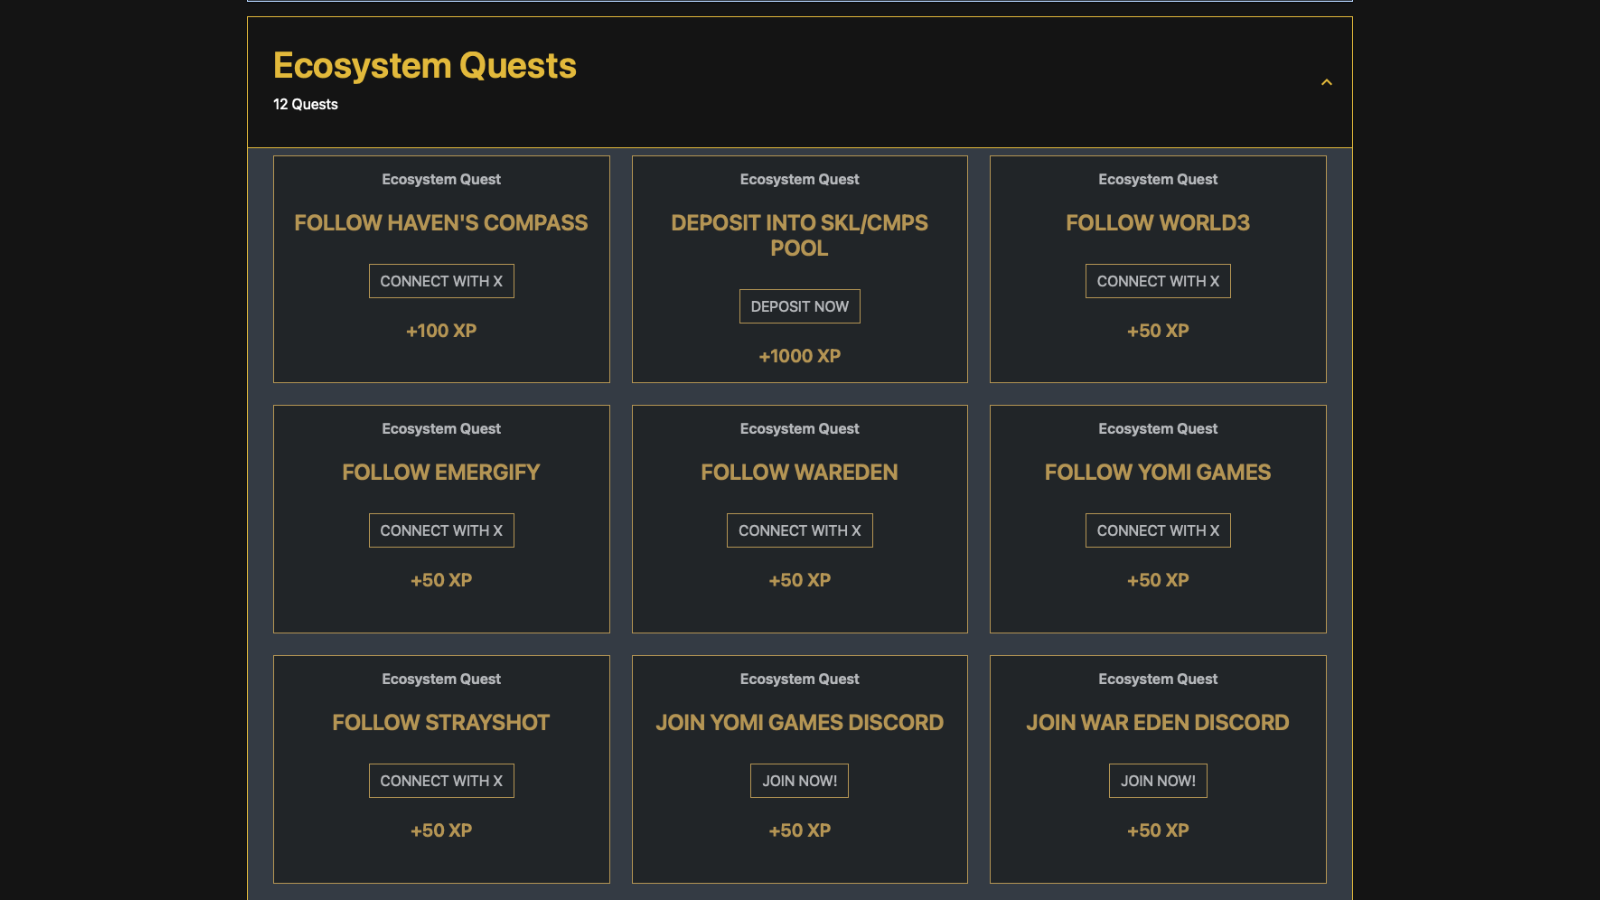 Ecosystem Quests
12 Quests
Ecosystem Quest
FOLLOW HAVEN'S COMPASS
CONNECT WITH X
+100 XP
Ecosystem Quest
DEPOSIT INTO SKL/CMPS
POOL
DEPOSIT NOW
+1000 XP
Ecosystem Quest
FOLLOW WORLD3
CONNECT WITH X
+50 XP
Ecosystem Quest
FOLLOW EMERGIFY
CONNECT WITH X
+50 XP
Ecosystem Quest
FOLLOW WAREDEN
CONNECT WITH X
+50 XP
Ecosystem Quest
FOLLOW YOMI GAMES
CONNECT WITH X
+50 XP
Ecosystem Quest
FOLLOW STRAYSHOT
CONNECT WITH X
+50 XP
Ecosystem Quest
JOIN YOMI GAMES DISCORD
JOIN NOW!
+50 XP
Ecosystem Quest
JOIN WAR EDEN DISCORD
JOIN NOW!
+50 XP